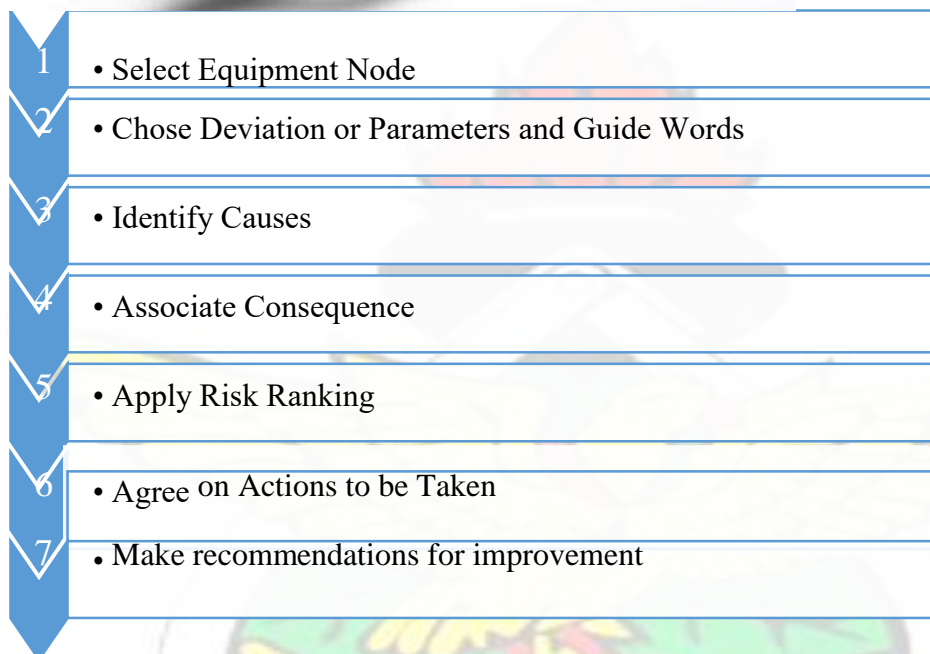 1
• Select Equipment Node
2
• Chose Deviation or Parameters and Guide Words
3
• Identify Causes
4
• Associate Consequence
5
• Apply Risk Ranking
6
• Agree on Actions to be Taken
7
• Make recommendations for improvement